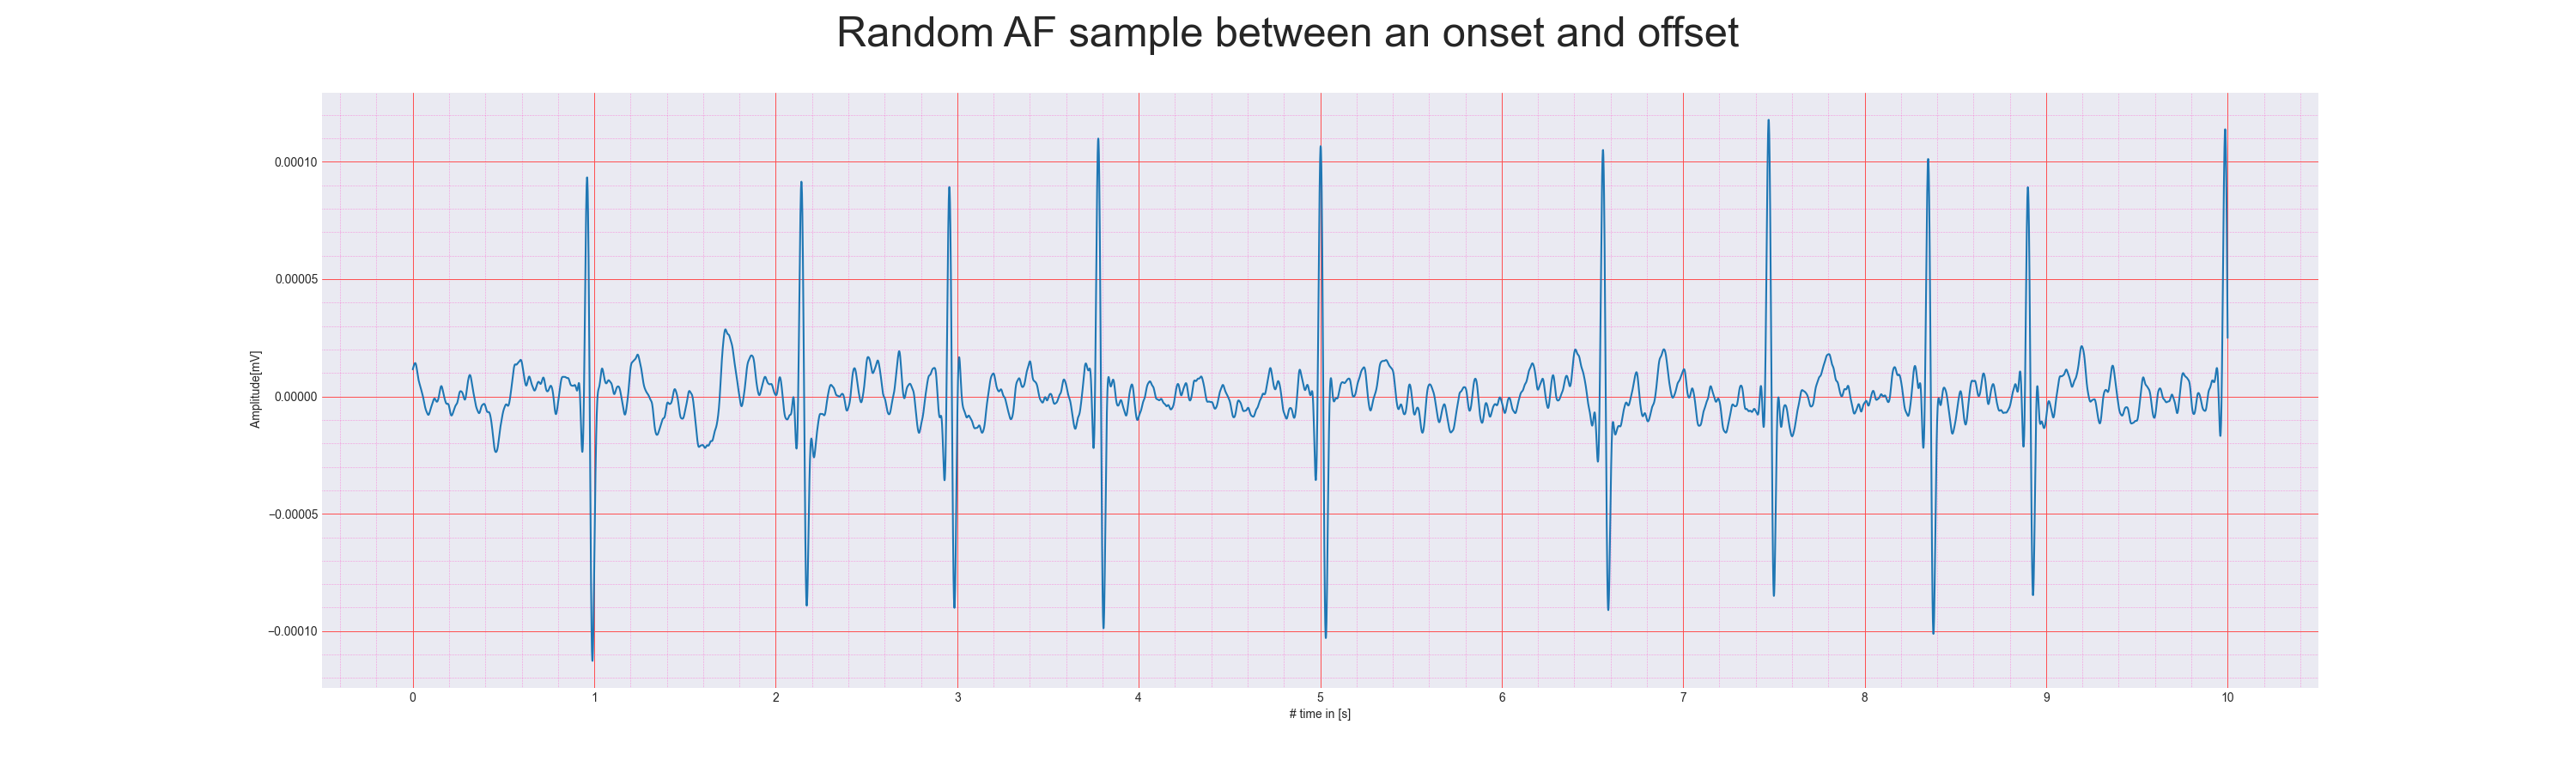 Random AF sample between an onset and offset
0.00010
0.00005
0.00000
−0.00005
−0.00010
Amplitude[mV]
0 1 2 3 4 5 6 7 8 9 10
# time in [s]